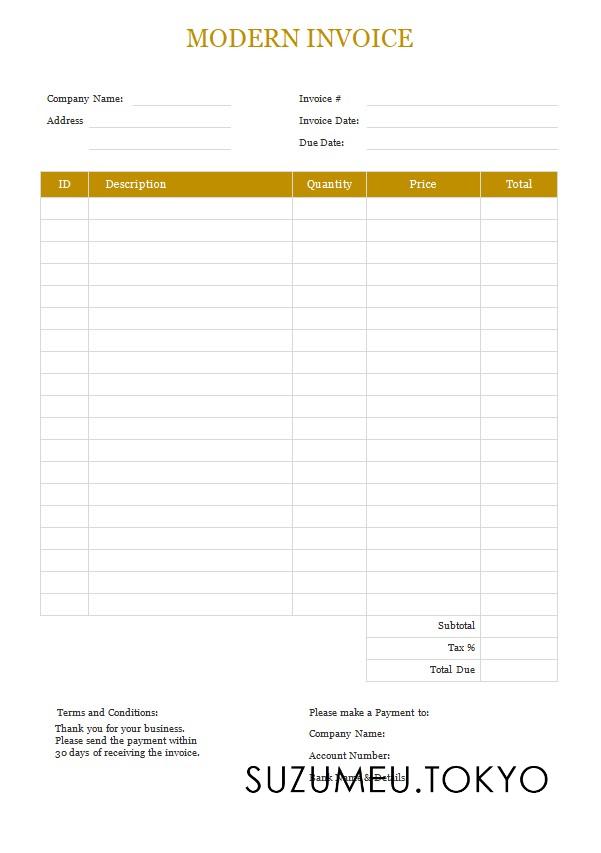 MODERN INVOICE
Company Name:
Invoice #
Address
Invoice Date:
Due Date:
ID Description Quantity Price Total
Subtotal
Tax %
Total Due
Terms and Conditions:
Thank you for your business.
Please send the payment within
30 days of receiving the invoice.
Please make a Payment to:
Company Name:
Account Number:
Bank Name & Details
SUZUMEU.TOKYO